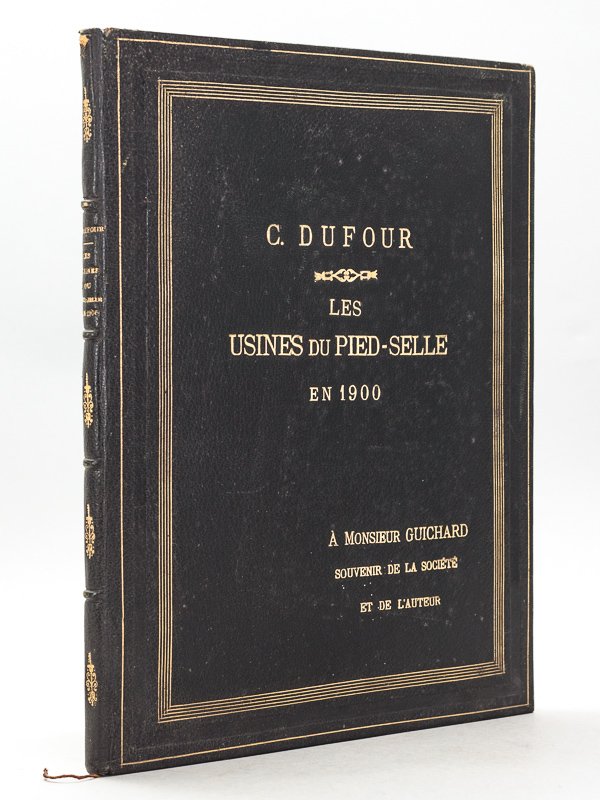 C. DUFOUR
LES
USINES DU PIED-SELLE
EN 1900
À MONSIEUR GUICHARD
SOUVENIR DE LA SOCIÉTÉ
ET DE L'AUTEUR